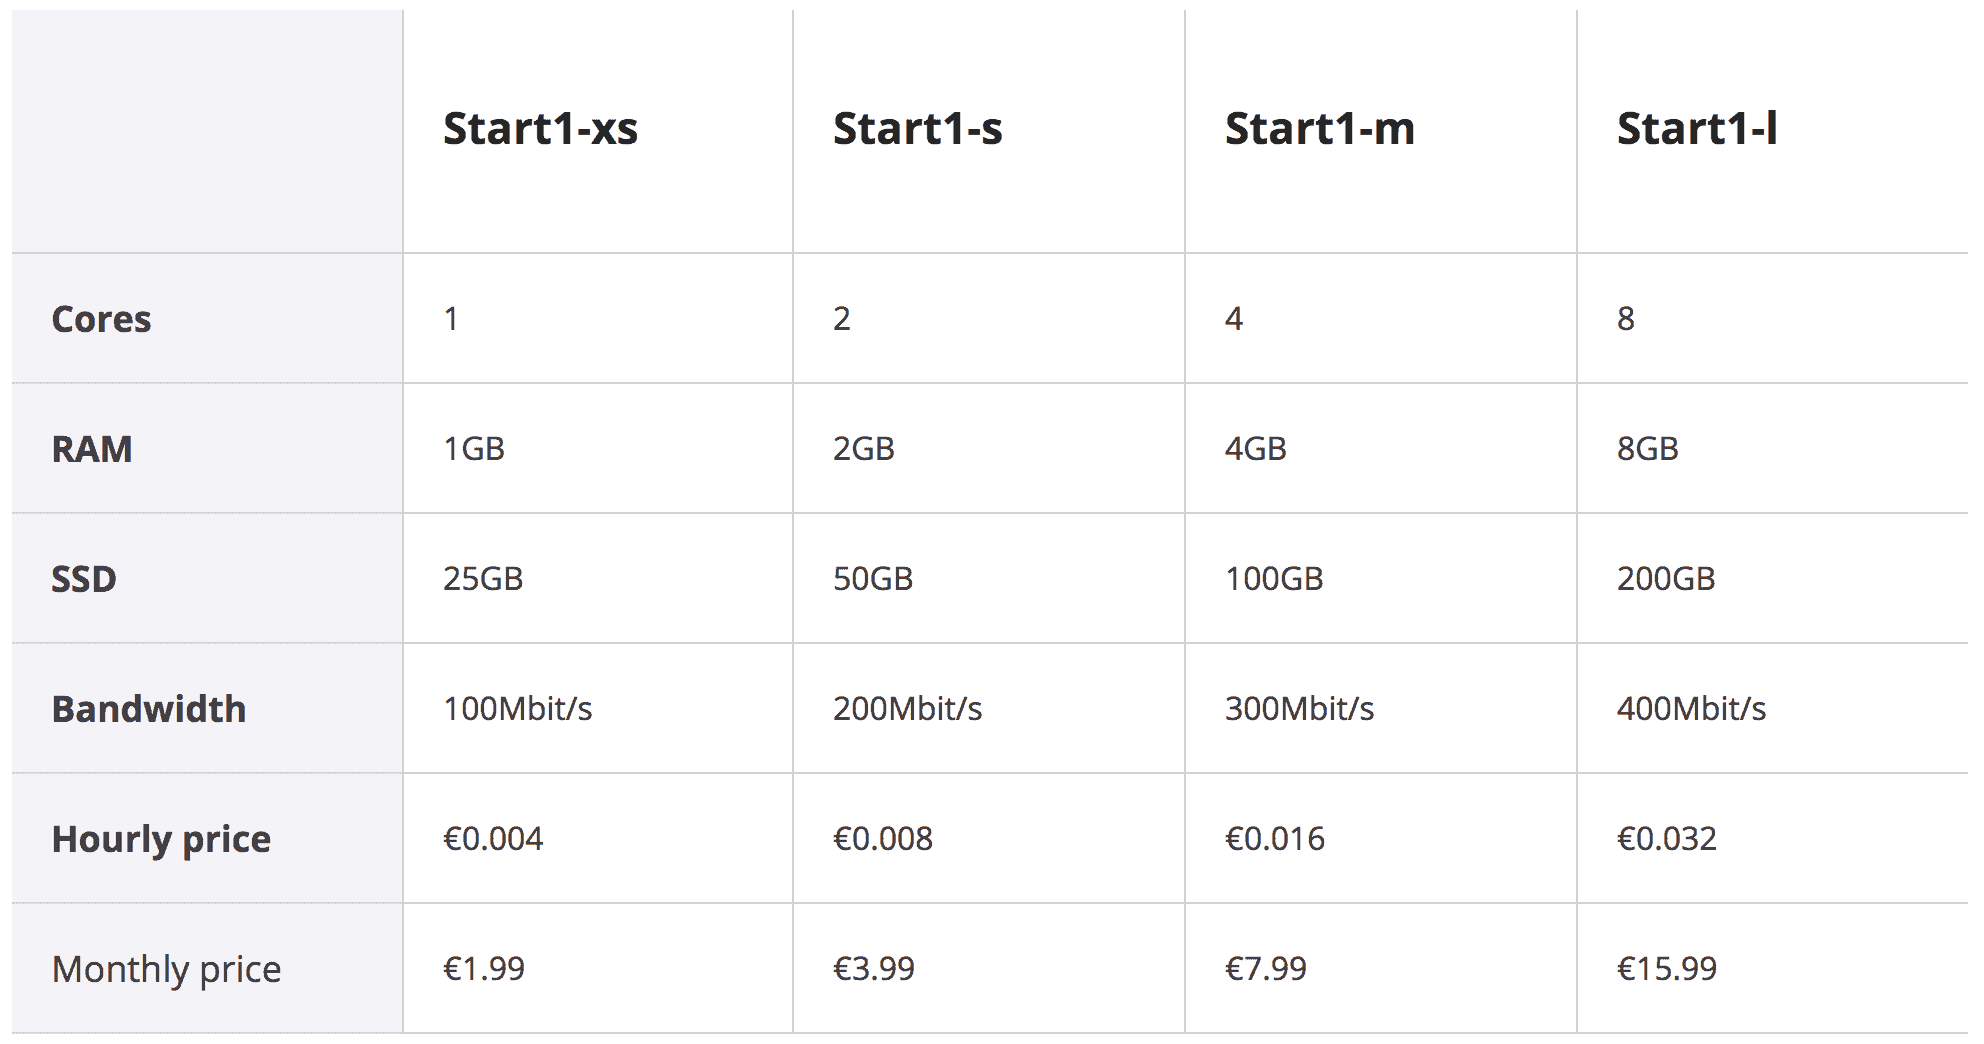 Start1-xs Start1-s Start1-m Start1-l
Cores 1 2 4 8
RAM 1GB 2GB 4GB 8GB
SSD 25GB 50GB 100GB 200GB
Bandwidth 100Mbit/s 200Mbit/s 300Mbit/s 400Mbit/s
Hourly price €0.004 €0.008 €0.016 €0.032
Monthly price €1.99 €3.99 €7.99 €15.99